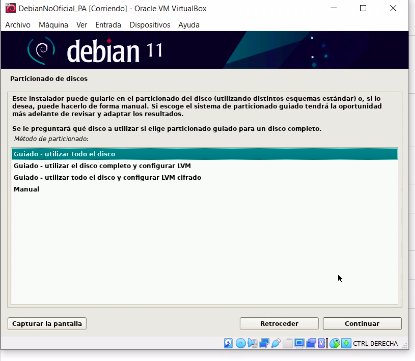 DebianNoOficial_PA [Corriendo] - Oracle VM VirtualBox
Archivo Máquina Ver Entrada Dispositivos Ayuda
debian 11
Particionado de discos
Este instalador puede guiarle en el particionado del disco (utilizando distintos esquemas estándar) o, si lo
desea, puede hacerlo de forma manual. Si escoge el sistema de particionado guiado tendrá la oportunidad
más adelante de revisar y adaptar los resultados.
Se le preguntará qué disco a utilizar si elige particionado guiado para un disco completo.
Método de particionado:
Guiado - utilizar todo el disco
Guiado - utilizar el disco completo y configurar LVM
Guiado - utilizar todo el disco y configurar LVM cifrado
Manual
Capturar la pantalla Retroceder Continuar
CTRL DERECHA